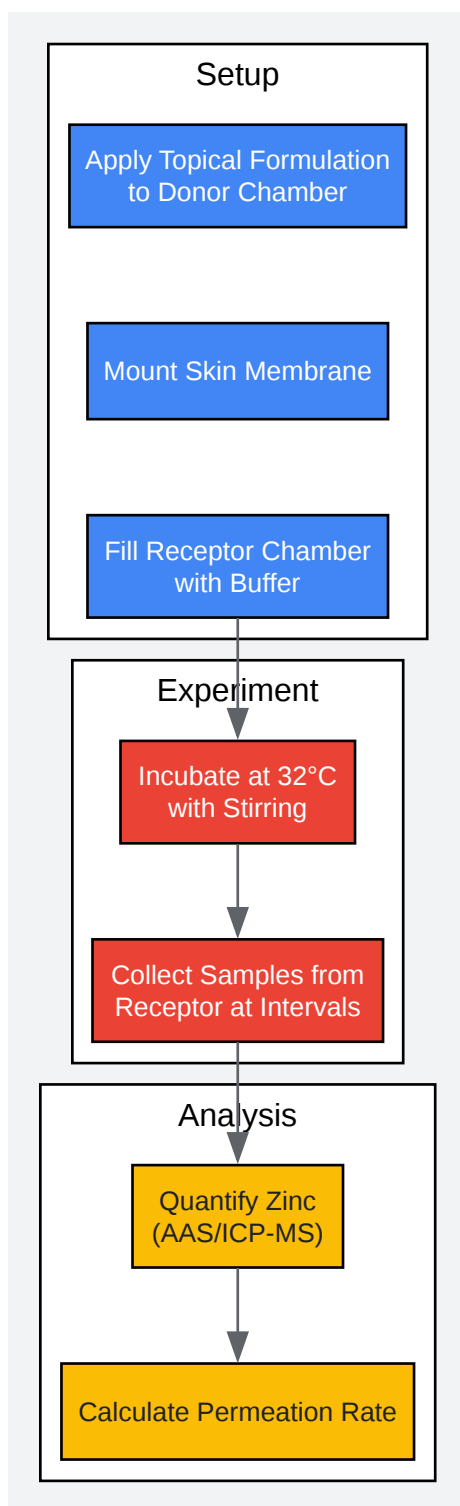 Setup
Apply Topical Formulation
to Donor Chamber
Mount Skin Membrane
Fill Receptor Chamber
with Buffer
Experiment
Incubate at 32°C
with Stirring
Collect Samples from
Receptor at Intervals
Analysis
Quantify Zinc
(AAS/ICP-MS)
Calculate Permeation Rate